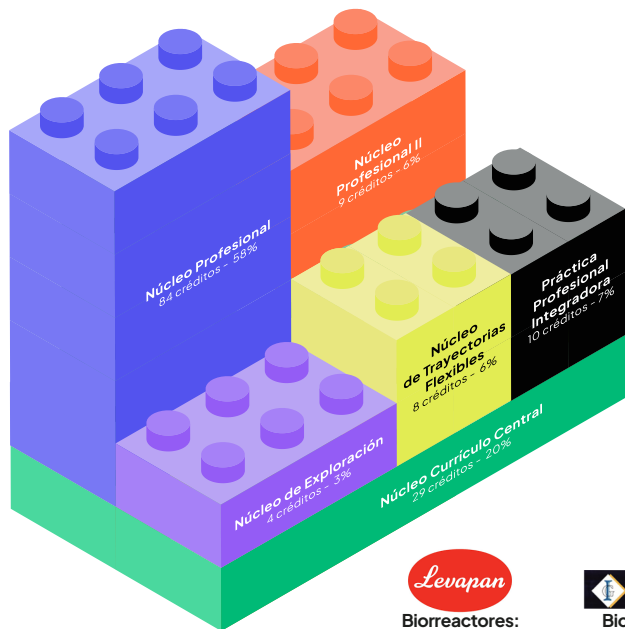 Núcleo
Profesional II
9 créditos - 6%
Núcleo Profesional
84 créditos - 58%
Práctica
Profesional
Integradora
10 créditos - 7%
Núcleo
de Trayectorias
Flexibles
8 créditos - 6%
Núcleo de Exploración
4 créditos - 3%
Núcleo Currículo Central
29 créditos - 20%
Levapan
Biorreactores:
Bio